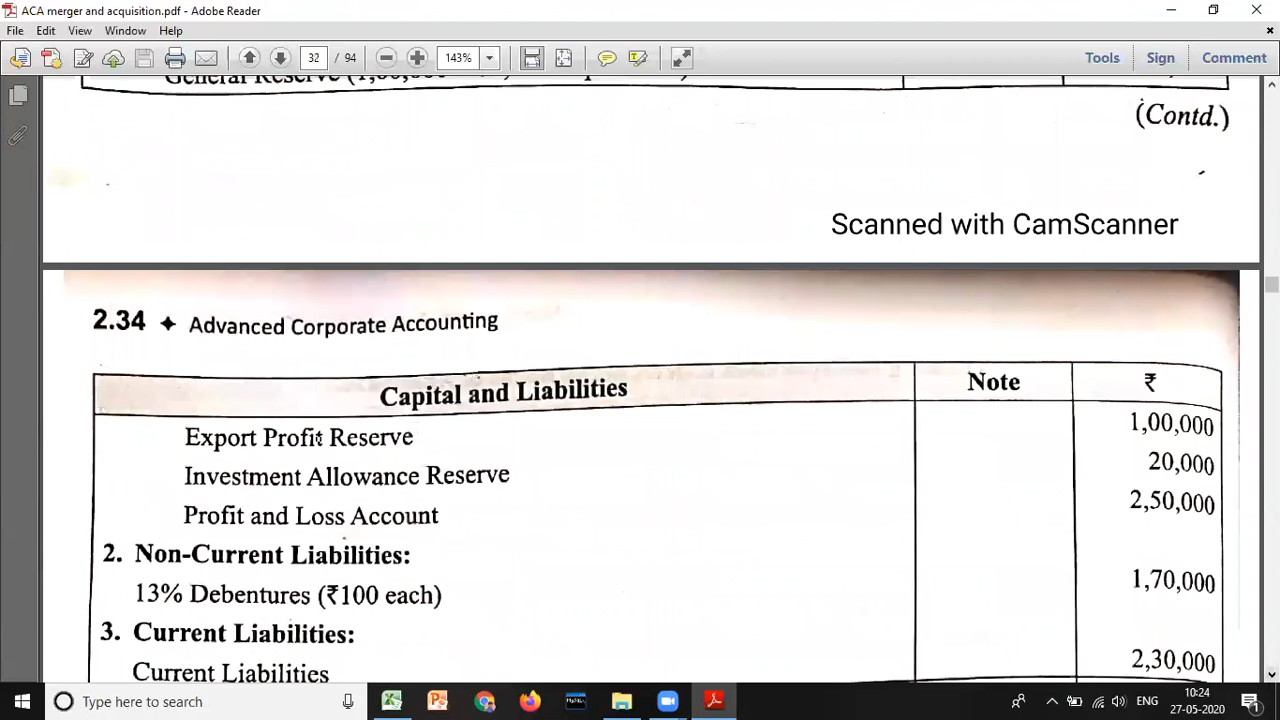 ACA merger and acquisition.pdf - Adobe Reader
File Edit View Window Help
32 / 94 143% Tools Sign Comment
General Reserve
(Contd.)
Scanned with CamScanner
2.34 ✦ Advanced Corporate Accounting
Capital and Liabilities Note ₹
Export Profit Reserve 1,00,000
Investment Allowance Reserve 20,000
Profit and Loss Account 2,50,000
2. Non-Current Liabilities:
13% Debentures (₹100 each) 1,70,000
3. Current Liabilities:
Current Liabilities 2,30,000
Type here to search
ENG 10:24
27-05-2020